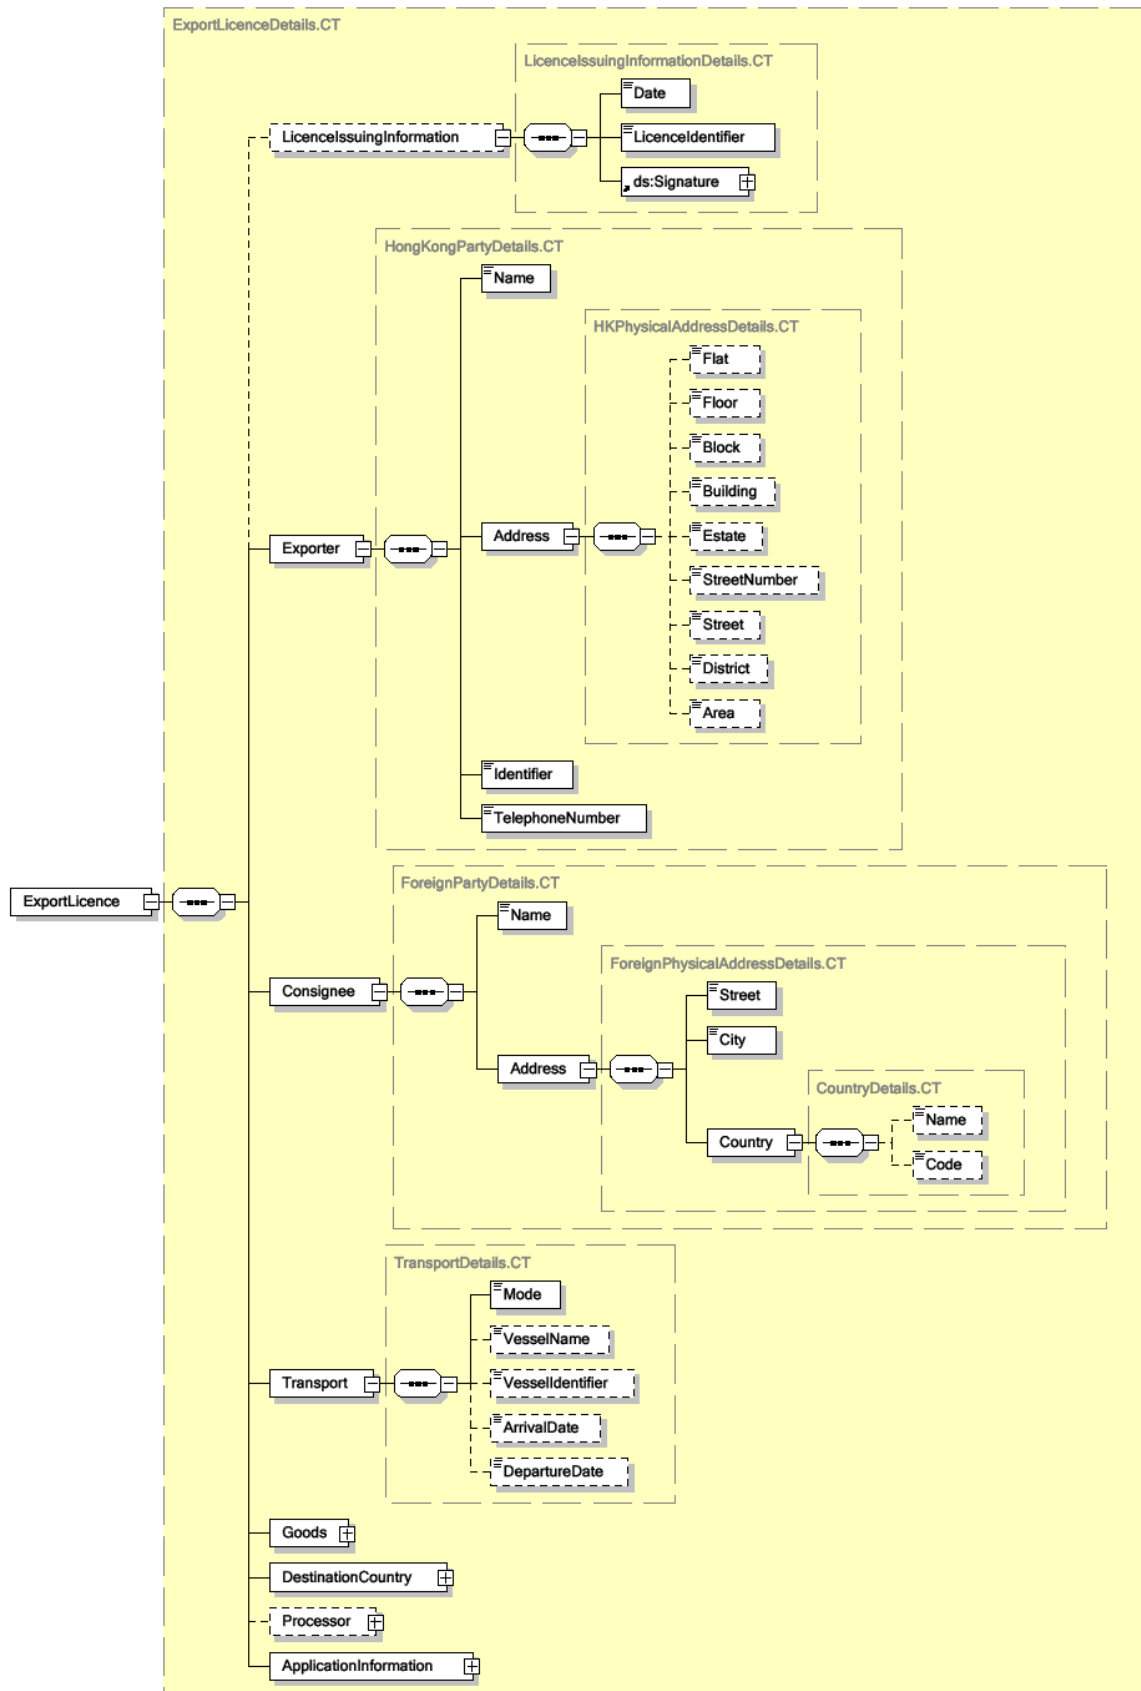 ExportLicenceDetails.CT
LicenceIssuingInformationDetails.CT
Date
LicenceIssuingInformation
LicenceIdentifier
ds:Signature
HongKongPartyDetails.CT
Name
HKPhysicalAddressDetails.CT
Flat
Floor
Block
Building
Address
Estate
Exporter
StreetNumber
Street
District
Area
Identifier
TelephoneNumber
ForeignPartyDetails.CT
ExportLicence
Name
ForeignPhysicalAddressDetails.CT
Consignee
Street
City
Address
CountryDetails.CT
Name
Country
Code
TransportDetails.CT
Mode
VesselName
Transport
VesselIdentifier
ArrivalDate
DepartureDate
Goods
DestinationCountry
Processor
ApplicationInformation